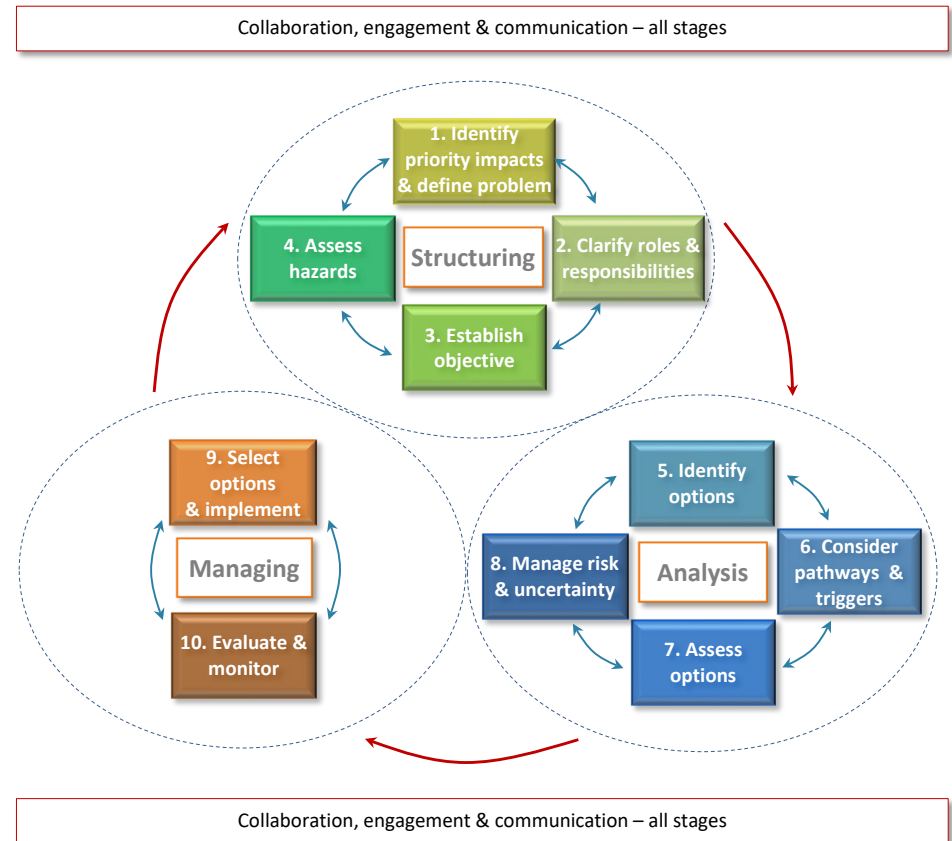 Collaboration, engagement & communication – all stages
1. Identify
priority impacts
& define problem
4. Assess
hazards
Structuring
2. Clarify roles &
responsibilities
3. Establish
objective
9. Select
options
& implement
Managing
10. Evaluate &
monitor
5. Identify
options
8. Manage risk
& uncertainty
Analysis
6. Consider
pathways &
triggers
7. Assess
options
Collaboration, engagement & communication – all stages